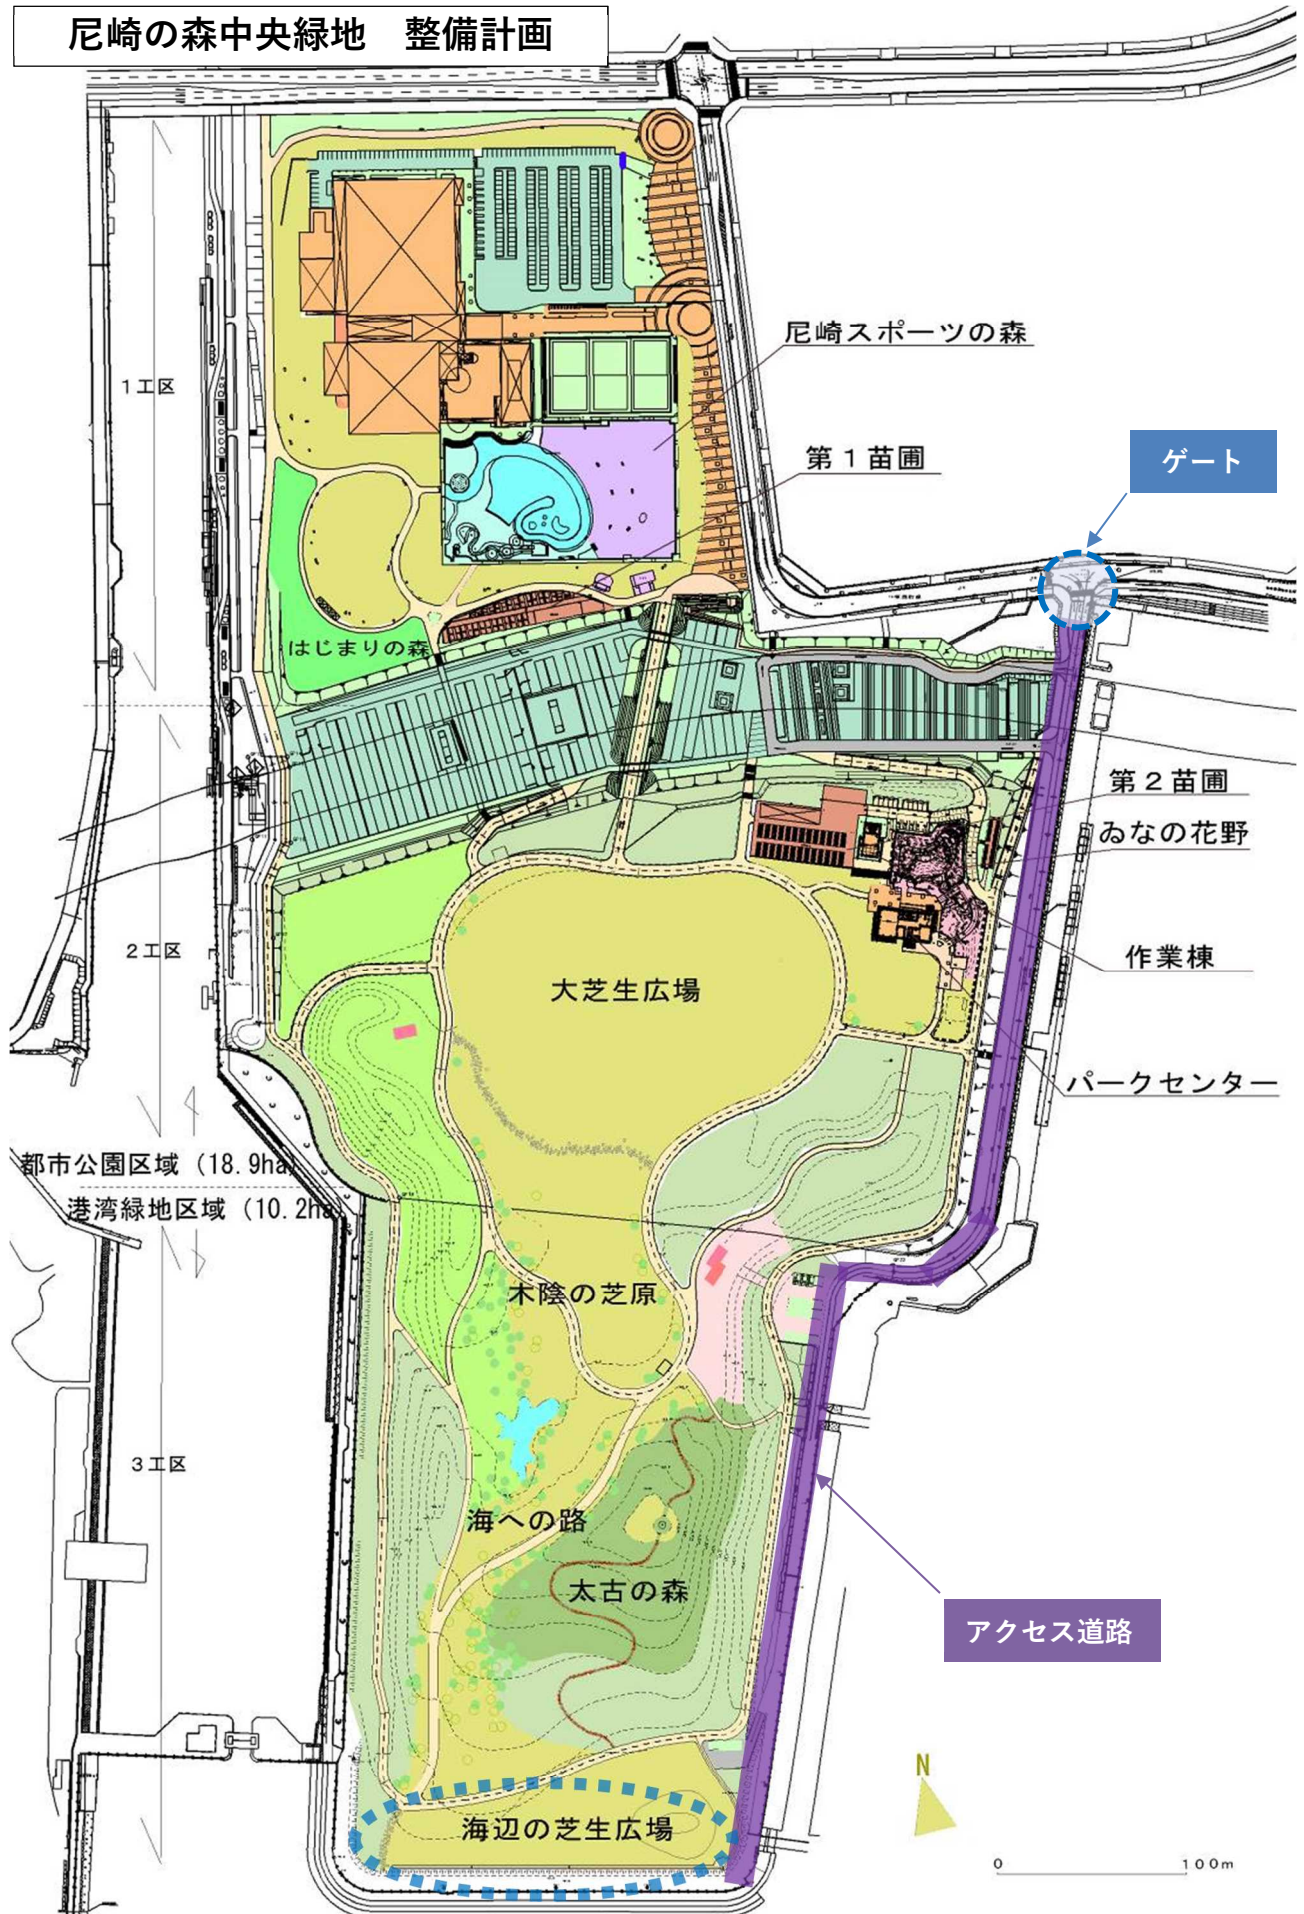 尼崎の森中央緑地　整備計画
尼崎スポーツの森
1工区
第1苗圃
ゲート
はじまりの森
第2苗圃
ゐなの花野
2工区
作業棟
大芝生広場
パークセンター
都市公園区域（18.9ha
港湾緑地区域（10.2ha
木陰の芝原
3工区
海への路
太古の森
アクセス道路
N
海辺の芝生広場
0 100m